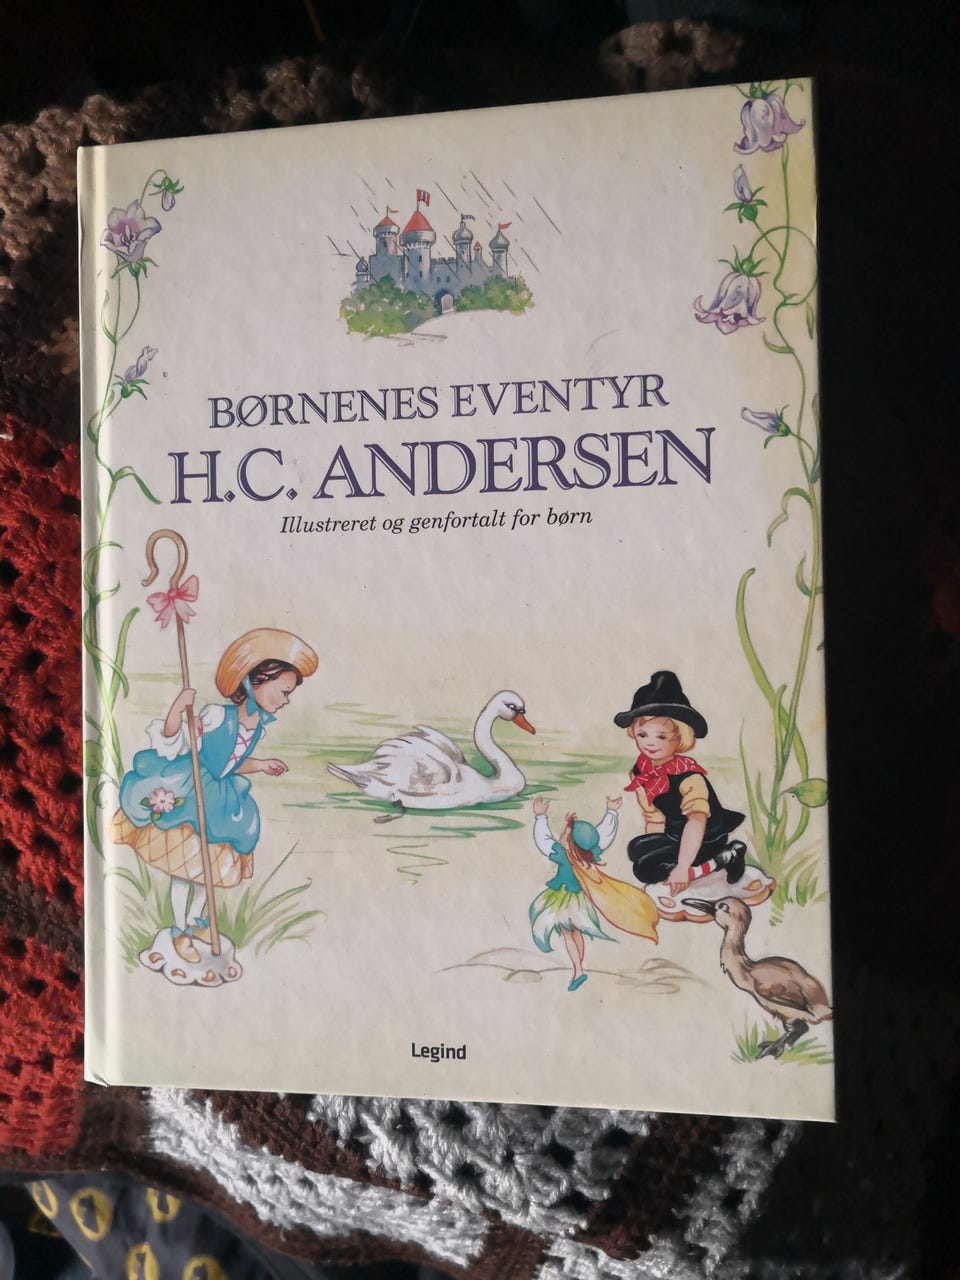 BØRNENES EVENTYR
H.C. ANDERSEN
Illustreret og genfortalt for børn
Legind